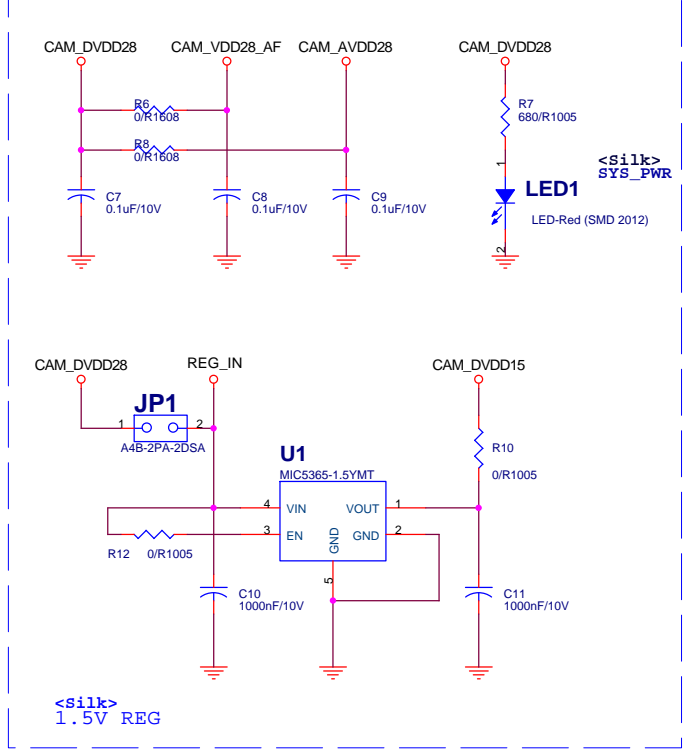 CAM_DVDD28 CAM_VDD28_AF CAM_AVDD28 CAM_DVDD28
R6
0/R1608
R8
0/R1608
R7
680/R1005
C7
0.1uF/10V
C8
0.1uF/10V
C9
0.1uF/10V
1
<Silk>
SYS_PWR
LED1
LED-Red (SMD 2012)
2
CAM_DVDD28 REG_IN CAM_DVDD15
JP1
1 2
A4B-2PA-2DSA
U1
MIC5365-1.5YMT
R10
0/R1005
4 VIN VOUT 1
3 EN GND GND 2
R12 0/R1005
5
C10
1000nF/10V
C11
1000nF/10V
<Silk>
1.5V REG